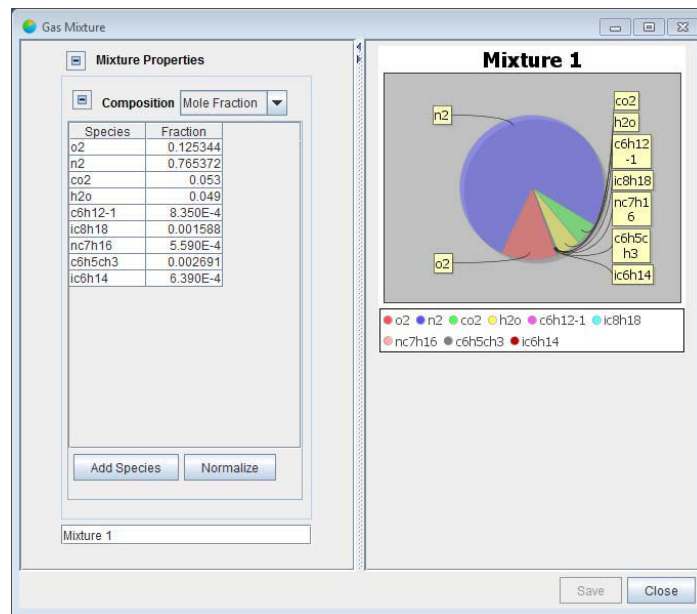 Gas Mixture
Mixture Properties
Composition Mole Fraction
Species Fraction
o2 0.125344
n2 0.765372
co2 0.053
h2o 0.049
c6h12-1 8.350E-4
ic8h18 0.001588
nc7h16 5.590E-4
c6h5ch3 0.002691
ic6h14 6.390E-4
Add Species Normalize
Mixture 1
Mixture 1
n2
o2
co2
h2o
c6h12
-1
ic8h18
nc7h1
6
c6h5c
h3
ic6h14
o2 n2 co2 h2o c6h12-1 ic8h18
nc7h16 c6h5ch3 ic6h14
Save Close